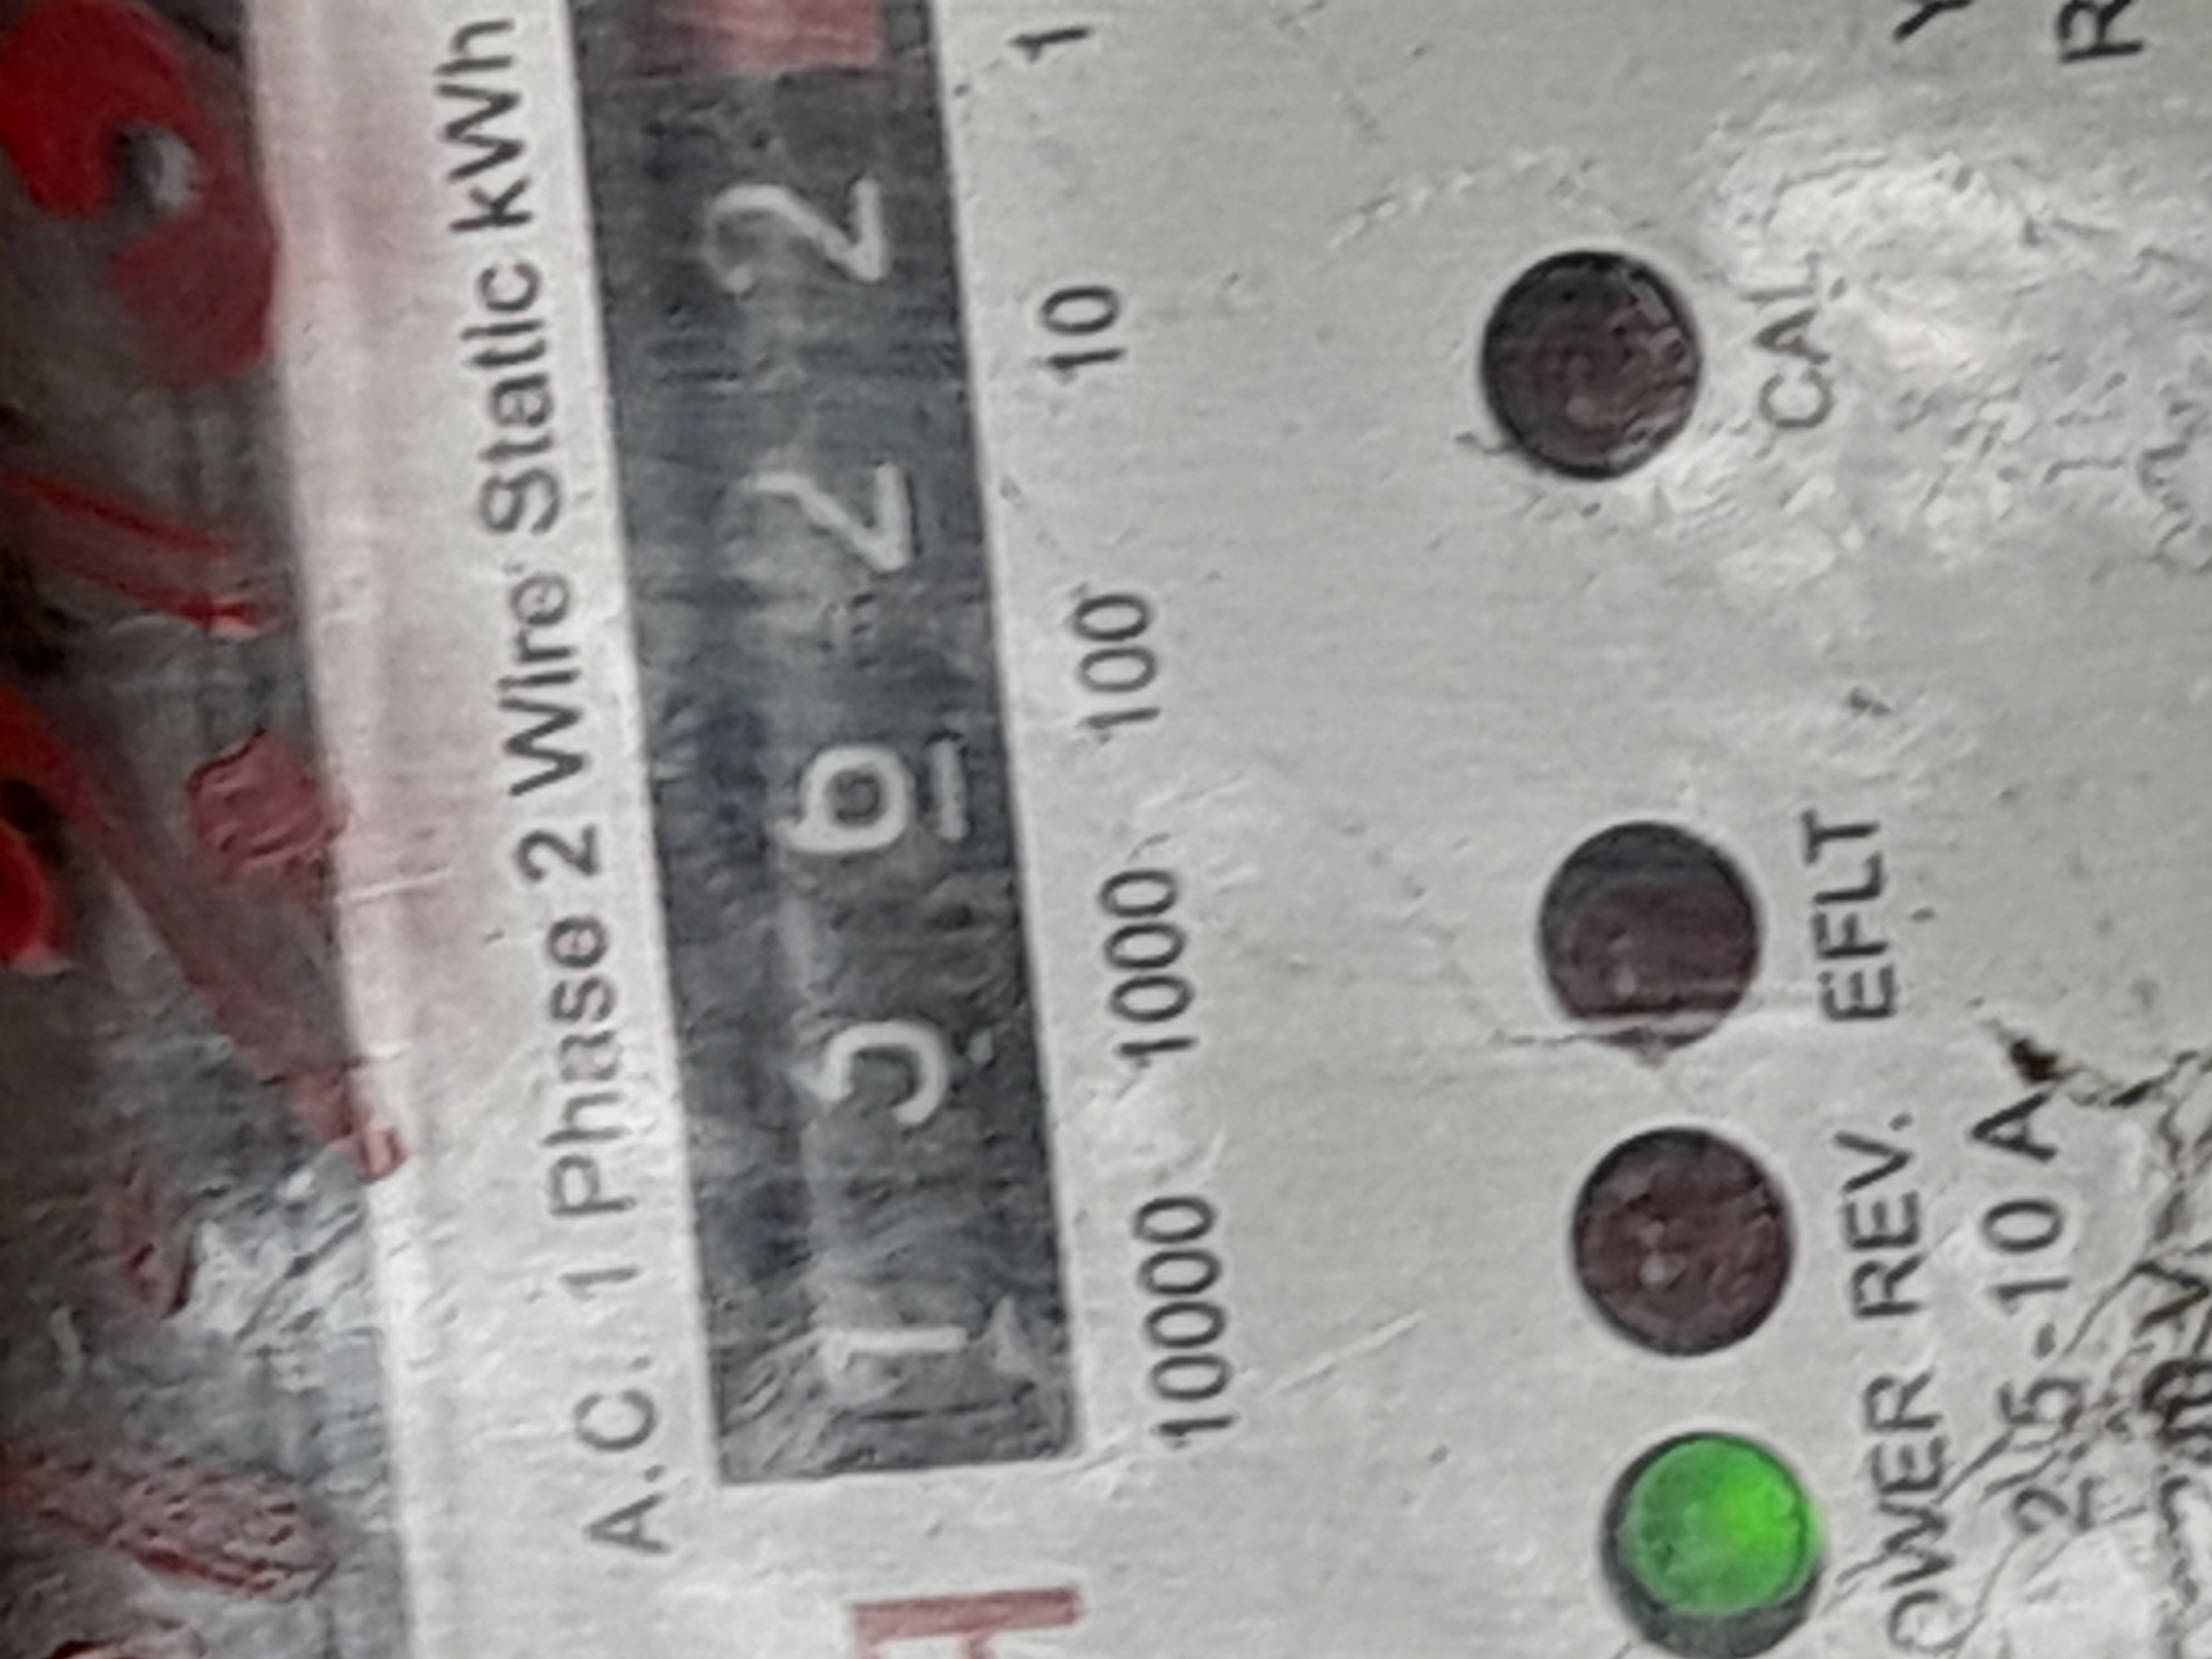 A.C. 1 Phase 2 Wire Static kWh
1 5 6 2 2
10000 1000 100 10 1
OWER REV. EFLT CAL
2.5-10 A